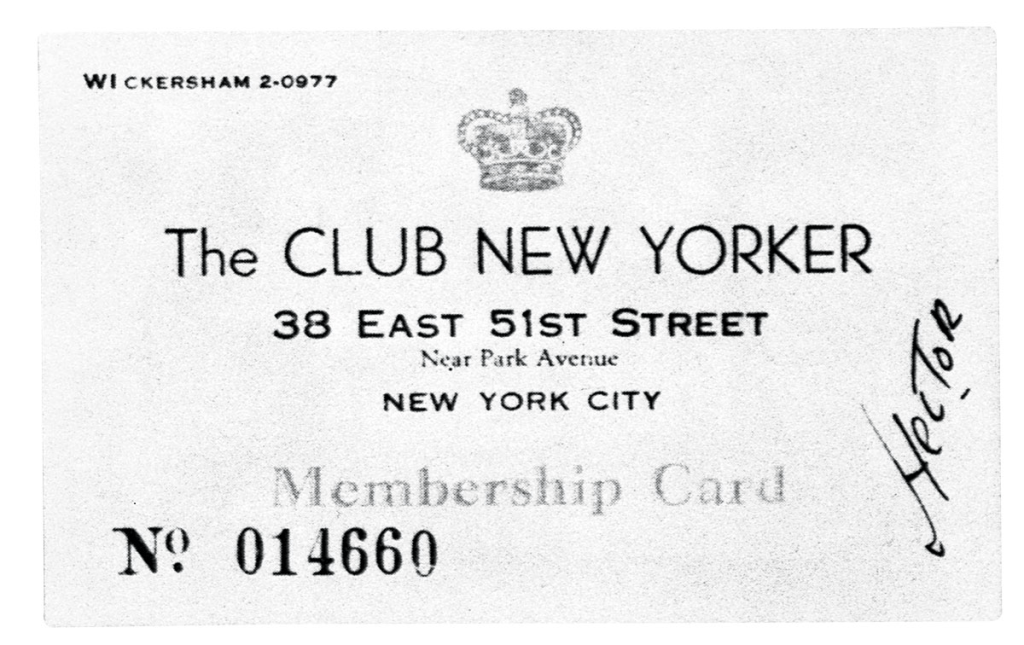 WICKERSHAM 2-0977
The CLUB NEW YORKER
38 EAST 51ST STREET
Near Park Avenue
NEW YORK CITY
Membership Card
Nº. 014660
HecToR